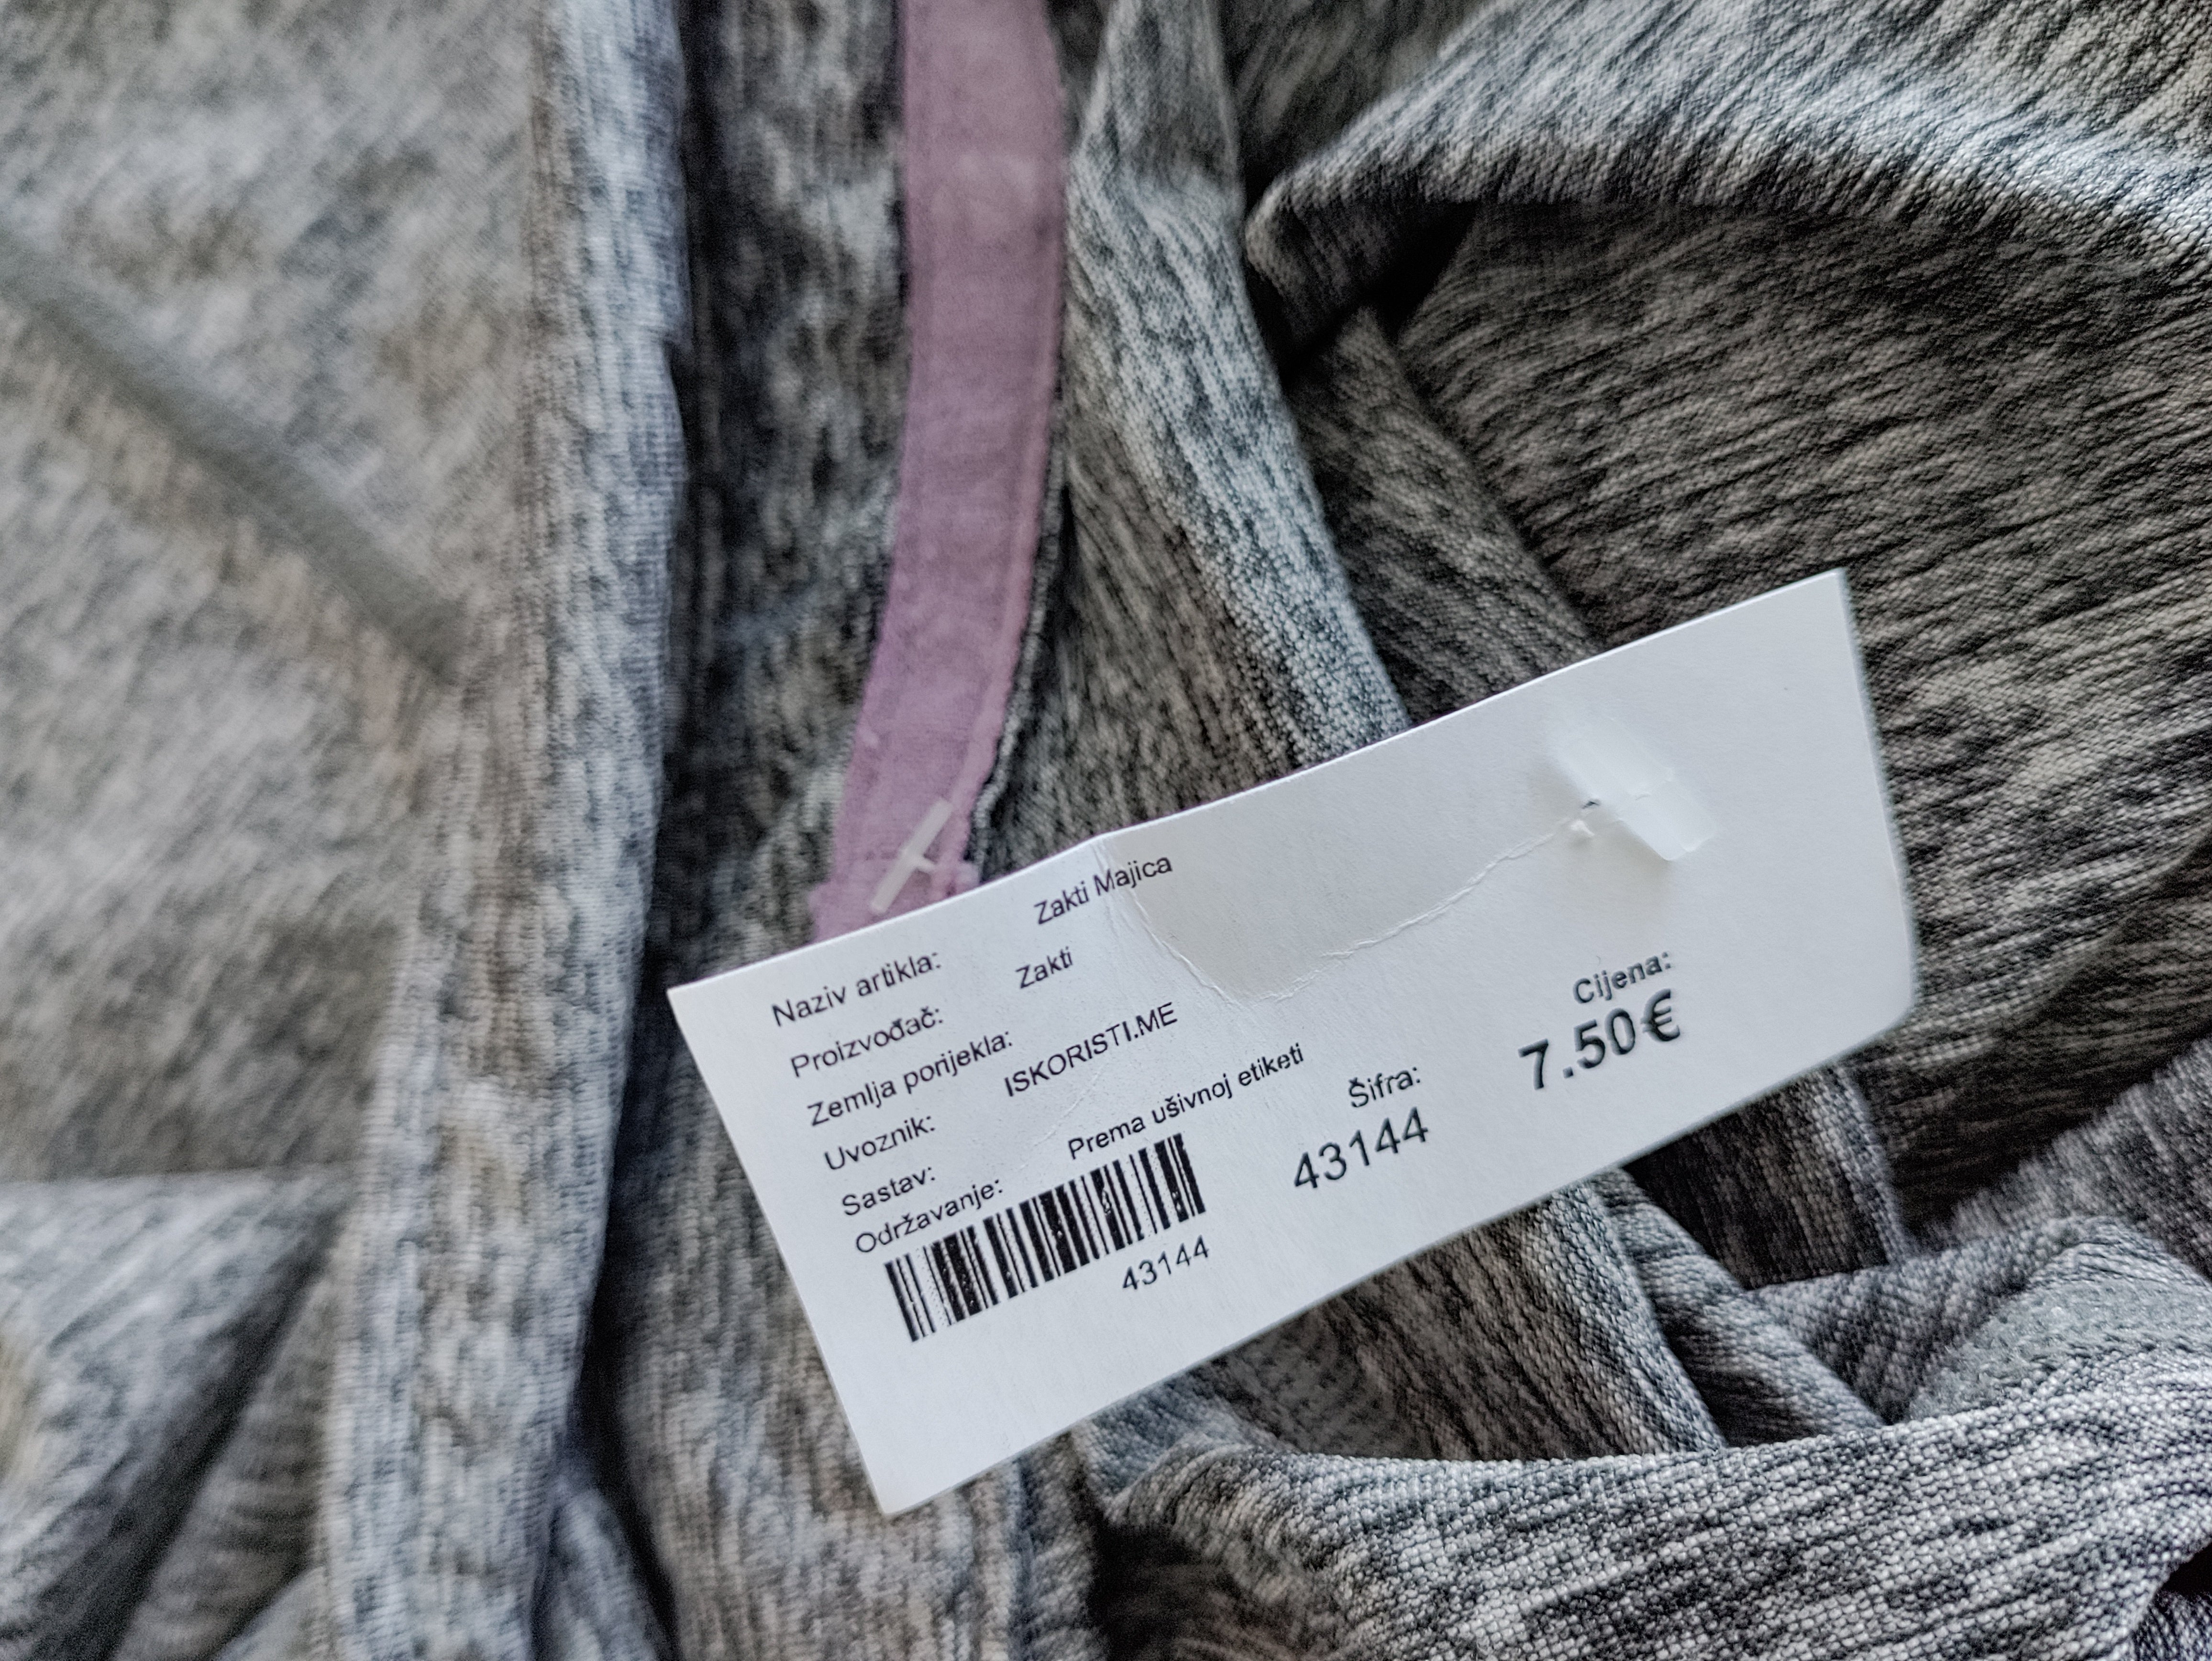 Naziv artikla: Zakti Majica
Proizvođač: Zakti
Zemlja porijekla:
Uvoznik: ISKORISTI.ME
Sastav:
Održavanje: Prema ušivnoj etiketi
43144
Šifra:
43144
Cijena:
7.50€